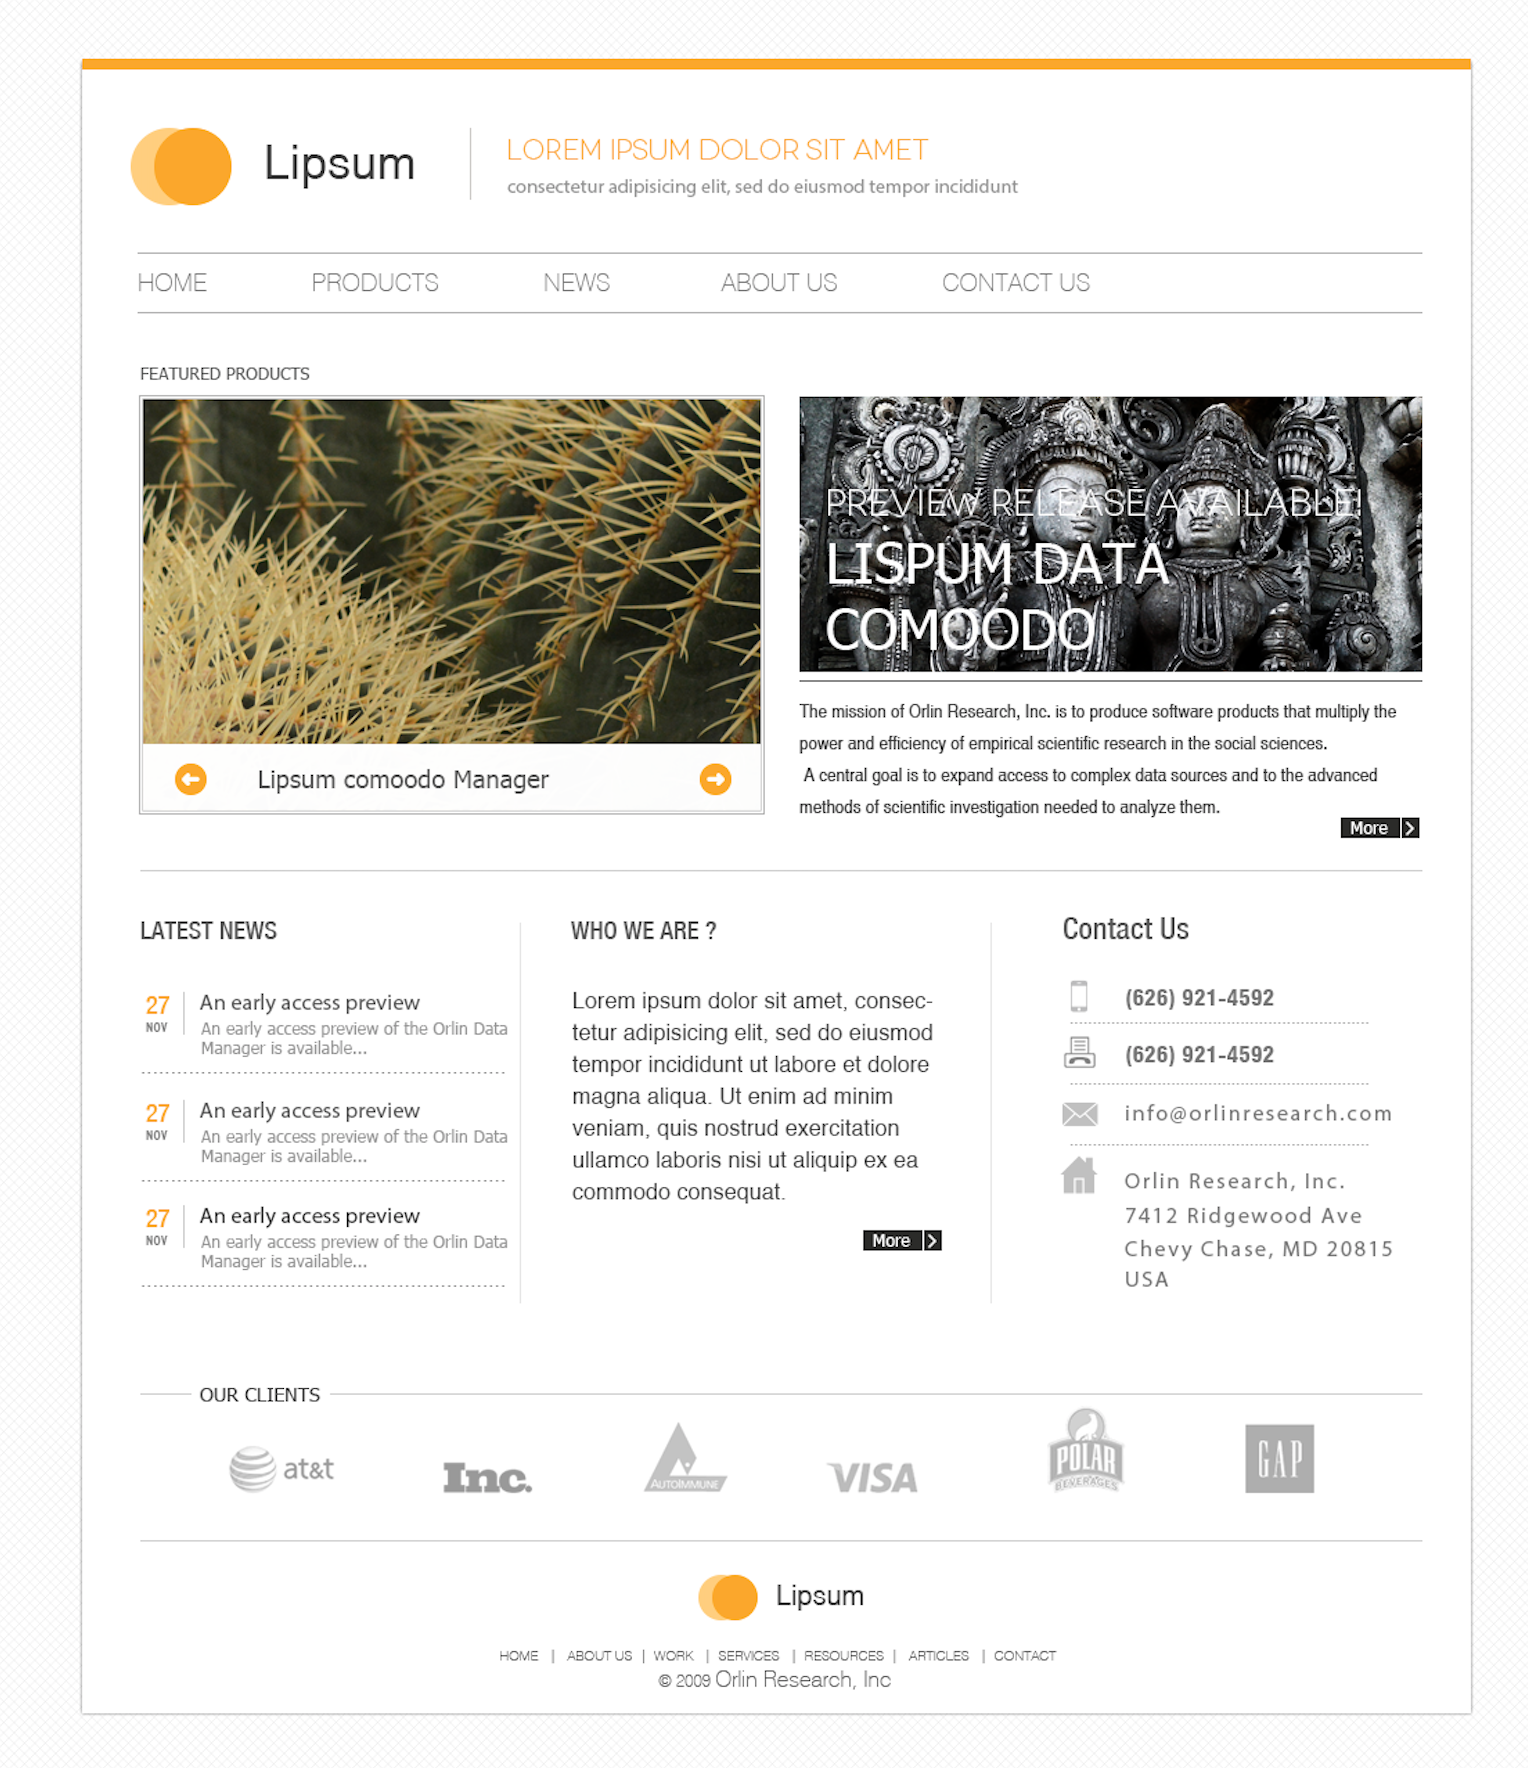 Lipsum
LOREM IPSUM DOLOR SIT AMET
consectetur adipisicing elit, sed do eiusmod tempor incididunt
HOME PRODUCTS NEWS ABOUT US CONTACT US
FEATURED PRODUCTS
Lipsum comoodo Manager
PREVIEW RELEASE AVAILABLE!
LISPUM DATA
COMOODO
The mission of Orlin Research, Inc. is to produce software products that multiply the
power and efficiency of empirical scientific research in the social sciences.
A central goal is to expand access to complex data sources and to the advanced
methods of scientific investigation needed to analyze them.
More
LATEST NEWS
27
NOV
An early access preview
An early access preview of the Orlin Data
Manager is available...
27
NOV
An early access preview
An early access preview of the Orlin Data
Manager is available...
27
NOV
An early access preview
An early access preview of the Orlin Data
Manager is available...
WHO WE ARE ?
Lorem ipsum dolor sit amet, consec-
tetur adipisicing elit, sed do eiusmod
tempor incididunt ut labore et dolore
magna aliqua. Ut enim ad minim
veniam, quis nostrud exercitation
ullamco laboris nisi ut aliquip ex ea
commodo consequat.
More
Contact Us
(626) 921-4592
(626) 921-4592
info@orlinresearch.com
Orlin Research, Inc.
7412 Ridgewood Ave
Chevy Chase, MD 20815
USA
OUR CLIENTS
at&t
Inc.
AUTOIMMUNE
VISA
POLAR
BEVERAGES
GAP
Lipsum
HOME | ABOUT US | WORK | SERVICES | RESOURCES | ARTICLES | CONTACT
© 2009 Orlin Research, Inc